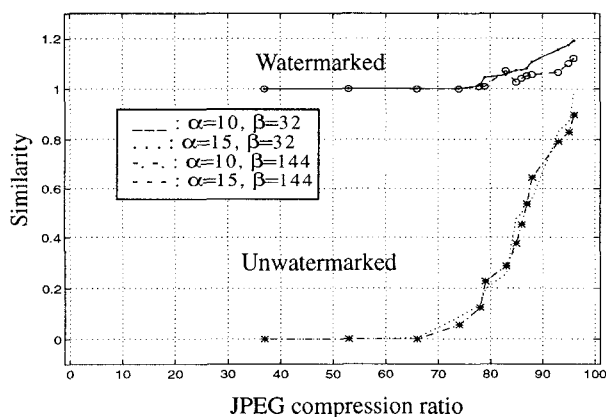 1.2
1
0.8
0.6
0.4
0.2
0
Similarity
Watermarked
___ : α=10, β=32
. . . : α=15, β=32
_._. : α=10, β=144
_ _ _ : α=15, β=144
Unwatermarked
0 10 20 30 40 50 60 70 80 90 100
JPEG compression ratio